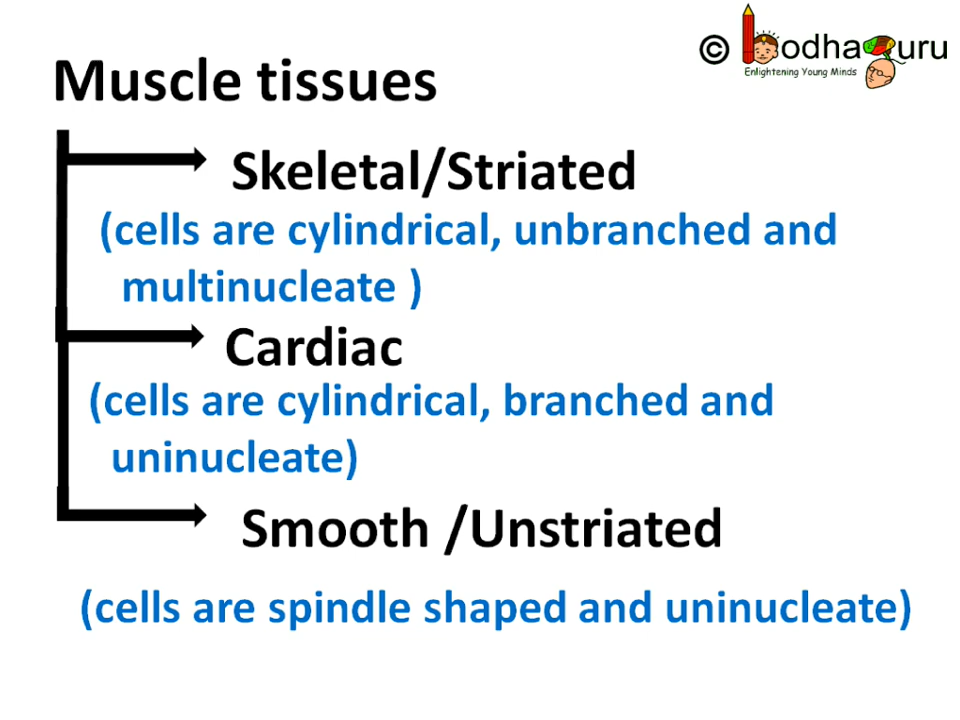 © bodhaguru
Enlightening Young Minds
Muscle tissues
Skeletal/Striated
(cells are cylindrical, unbranched and
multinucleate )
Cardiac
(cells are cylindrical, branched and
uninucleate)
Smooth /Unstriated
(cells are spindle shaped and uninucleate)